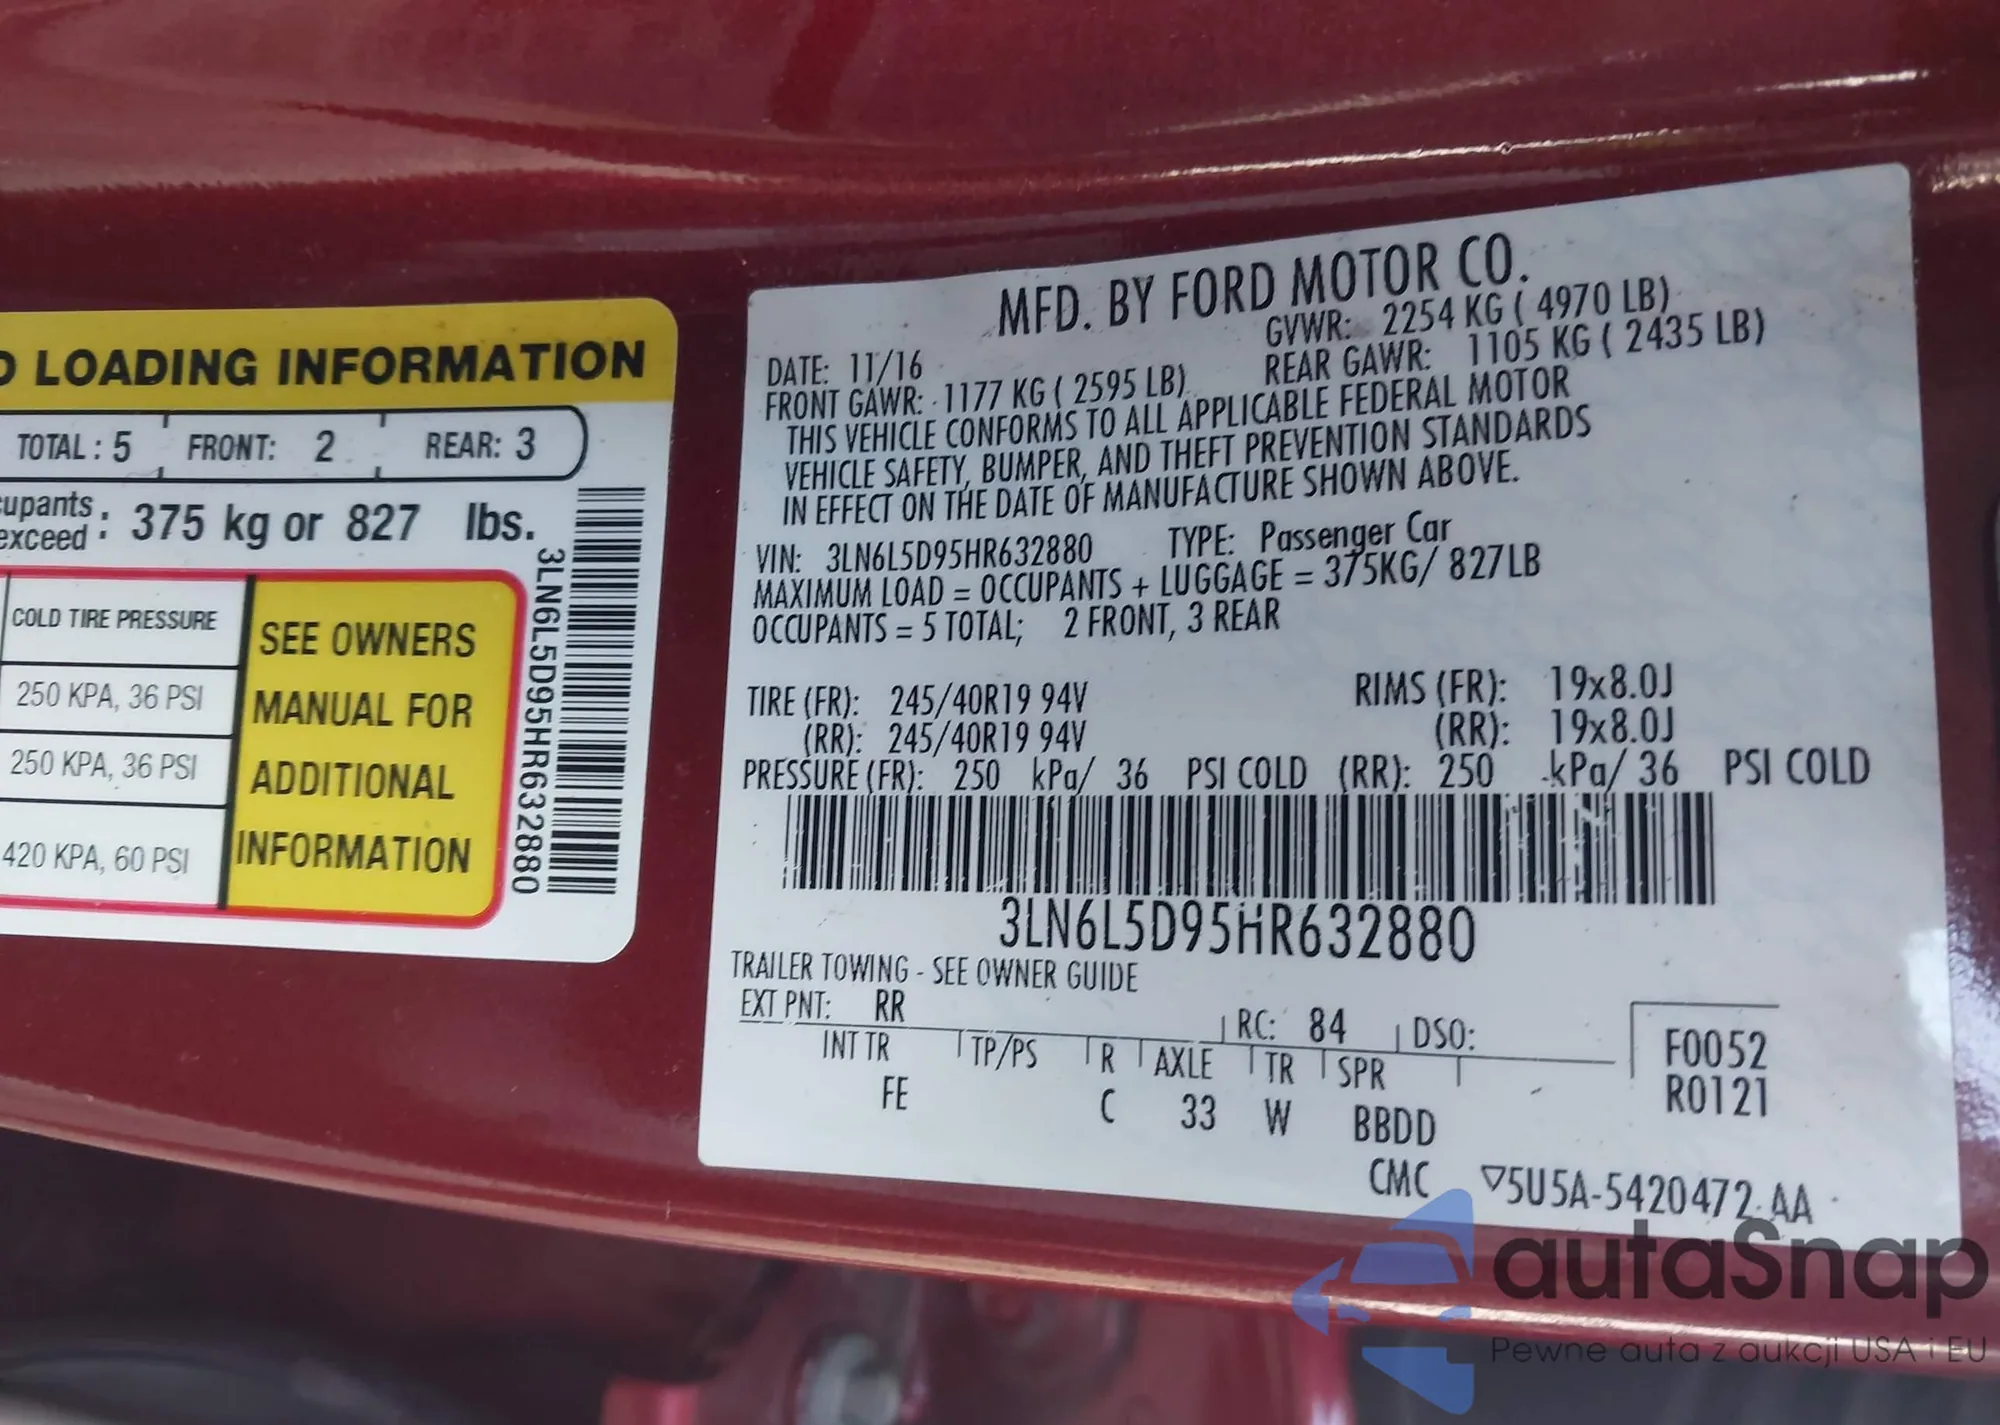 LOADING INFORMATION
TOTAL : 5 FRONT: 2 REAR: 3
exceed : 375 kg or 827 lbs.
COLD TIRE PRESSURE
250 KPA, 36 PSI
250 KPA, 36 PSI
420 KPA, 60 PSI
SEE OWNERS
MANUAL FOR
ADDITIONAL
INFORMATION
3LN6L5D95HR632880
MFD. BY FORD MOTOR CO.
DATE: 11/16 GVWR: 2254 KG ( 4970 LB)
FRONT GAWR: 1177 KG ( 2595 LB) REAR GAWR: 1105 KG ( 2435 LB)
THIS VEHICLE CONFORMS TO ALL APPLICABLE FEDERAL MOTOR
VEHICLE SAFETY, BUMPER, AND THEFT PREVENTION STANDARDS
IN EFFECT ON THE DATE OF MANUFACTURE SHOWN ABOVE.
VIN: 3LN6L5D95HR632880 TYPE: Passenger Car
MAXIMUM LOAD = OCCUPANTS + LUGGAGE = 375KG/ 827LB
OCCUPANTS = 5 TOTAL; 2 FRONT, 3 REAR
TIRE (FR): 245/40R19 94V RIMS (FR): 19x8.0J
(RR): 245/40R19 94V (RR): 19x8.0J
PRESSURE (FR): 250 kPa/ 36 PSI COLD (RR): 250 kPa/ 36 PSI COLD
3LN6L5D95HR632880
TRAILER TOWING - SEE OWNER GUIDE
EXT PNT: RR RC: 84 DSO:
INT TR TP/PS R AXLE TR SPR
FE C 33 W BBDD
F0052
R0121
CMC ▽5U5A-5420472-AA
autaSnap
Pewne auta z aukcji USA i EU